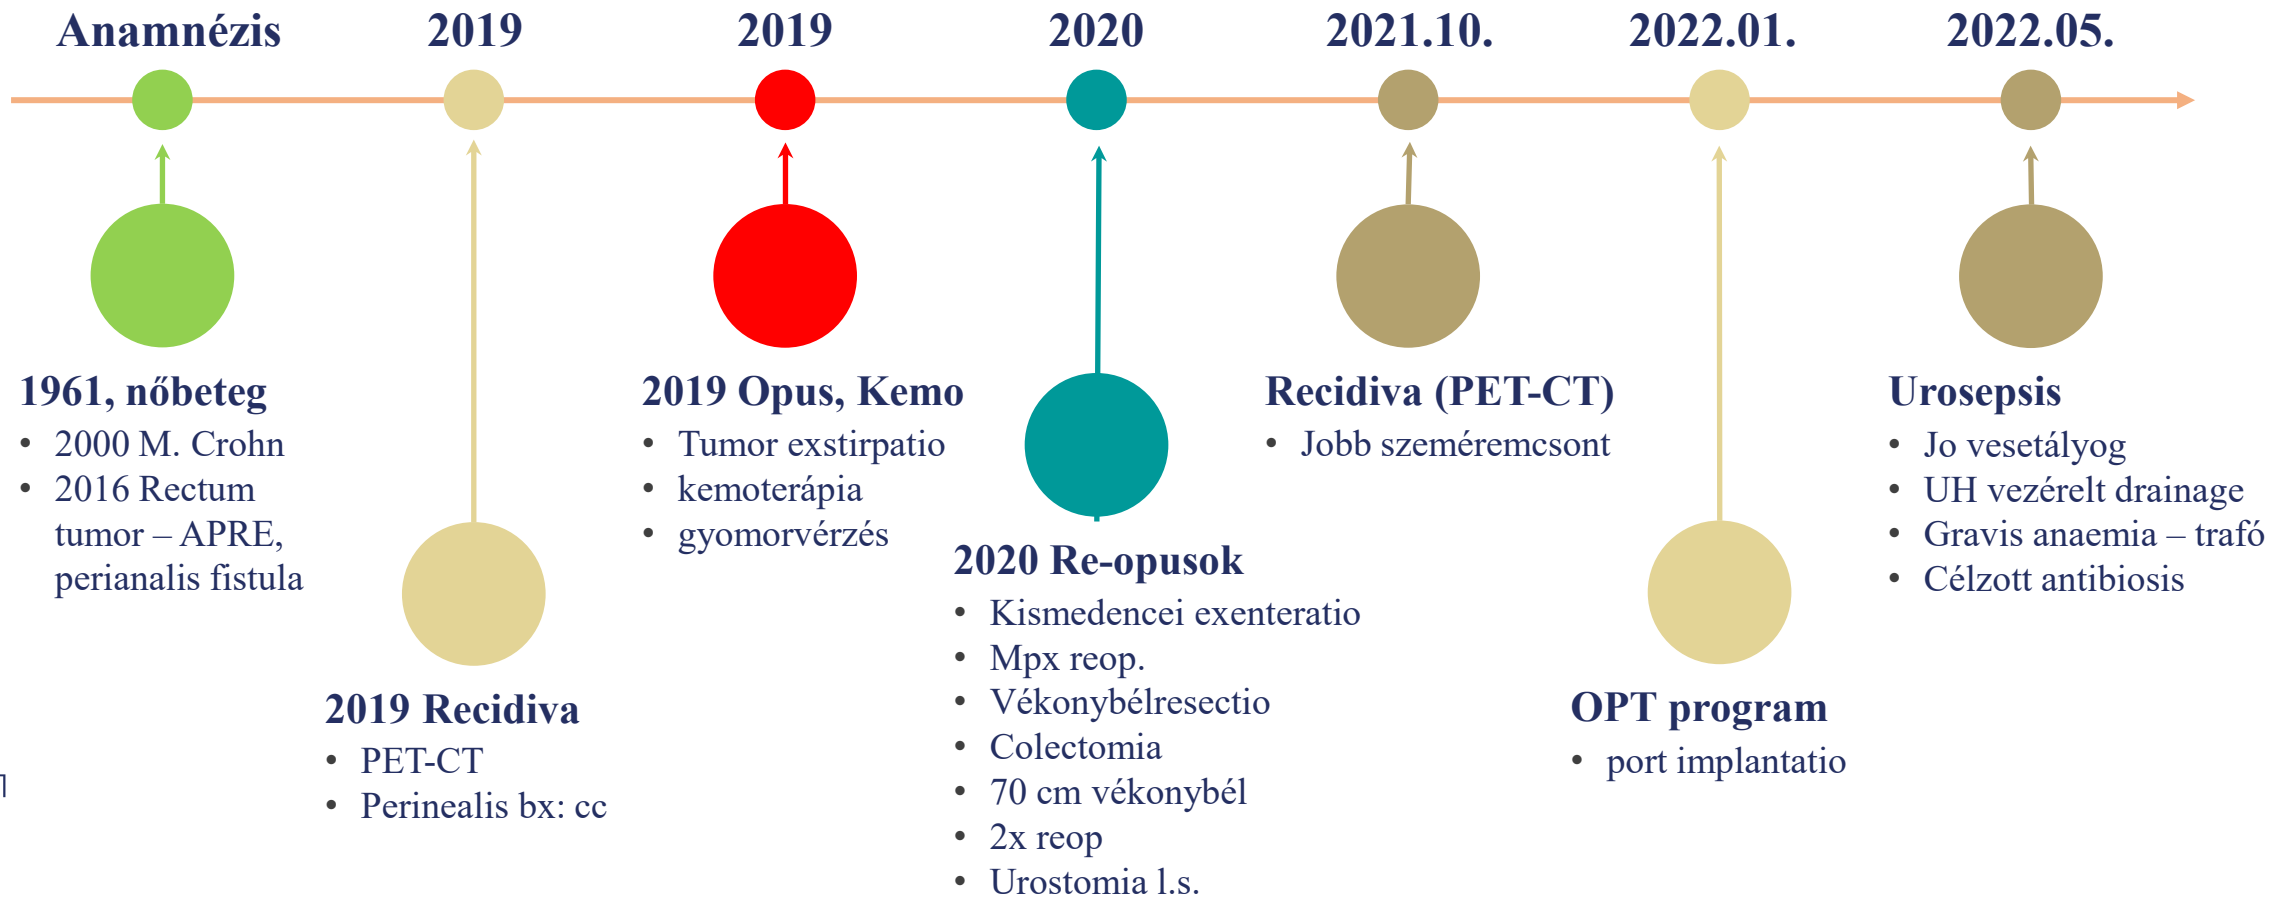 Anamnézis
2019
2019
2020
2021.10.
2022.01.
2022.05.
1961, nőbeteg
• 2000 M. Crohn
• 2016 Rectum
tumor – APRE,
perianalis fistula
2019 Recidiva
• PET-CT
• Perinealis bx: cc
2019 Opus, Kemo
• Tumor exstirpatio
• kemoterápia
• gyomorvérzés
2020 Re-opusok
• Kismedencei exenteratio
• Mpx reop.
• Vékonybélresectio
• Colectomia
• 70 cm vékonybél
• 2x reop
• Urostomia l.s.
Recidiva (PET-CT)
• Jobb szeméremcsont
OPT program
• port implantatio
Urosepsis
• Jo vesetályog
• UH vezérelt drainage
• Gravis anaemia – trafó
• Célzott antibiosis